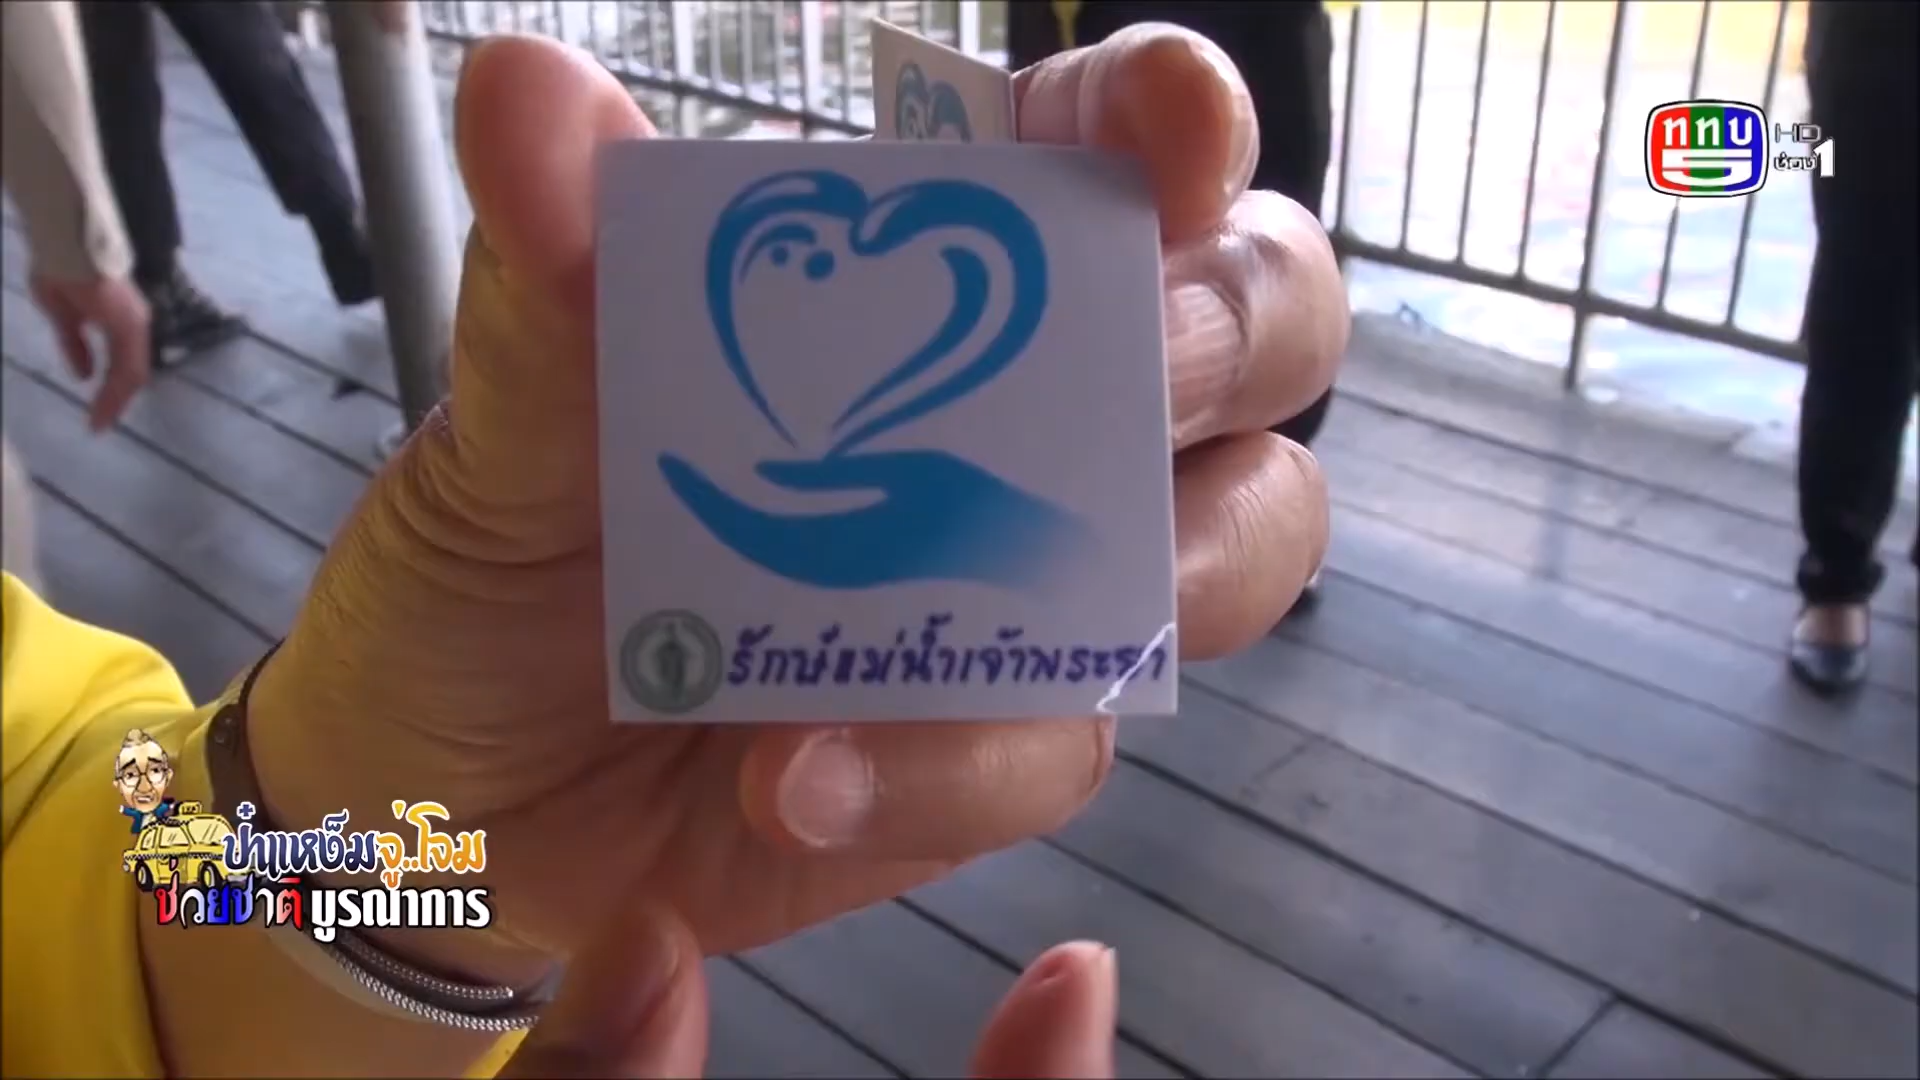 ททบ
5
HD
ช่อง1
รักษ์แม่น้ำเจ้าพระยา
ป๋าแหง็มจู่..โจม
ช่วยชาติ บูรณาการ